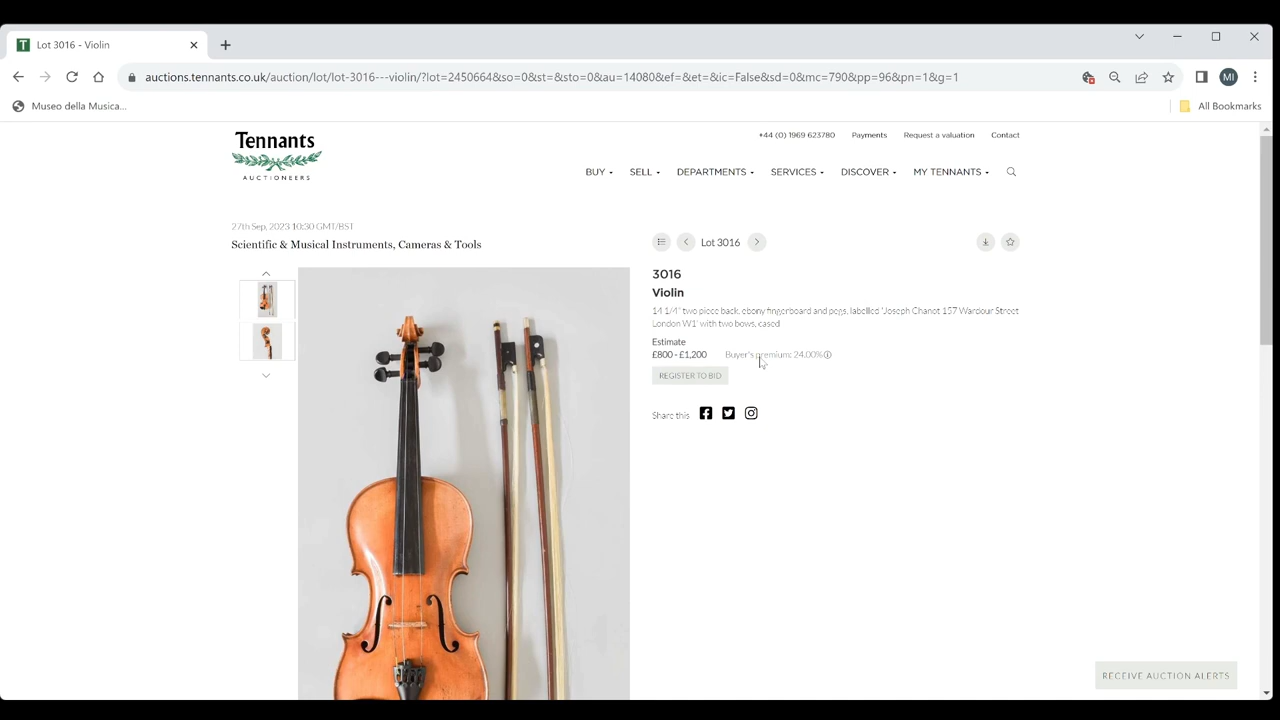 Lot 3016 - Violin
auctions.tennants.co.uk/auction/lot/lot-3016---violin/?lot=2450664&so=0&st=&sto=0&au=14080&ef=&et=&ic=False&sd=0&mc=790&pp=96&pn=1&g=1
MI
Museo della Musica...
All Bookmarks
Tennants
AUCTIONEERS
+44 (0) 1969 623780 Payments Request a valuation Contact
BUY SELL DEPARTMENTS SERVICES DISCOVER MY TENNANTS
27th Sep, 2023 10:30 GMT/BST
Scientific & Musical Instruments, Cameras & Tools
Lot 3016
3016
Violin
14 1/4" two piece back, ebony fingerboard and pegs, labellled 'Joseph Chanot 157 Wardour Street
London W1' with two bows, cased
Estimate
£800 - £1,200 Buyer's premium: 24.00%
REGISTER TO BID
Share this
RECEIVE AUCTION ALERTS